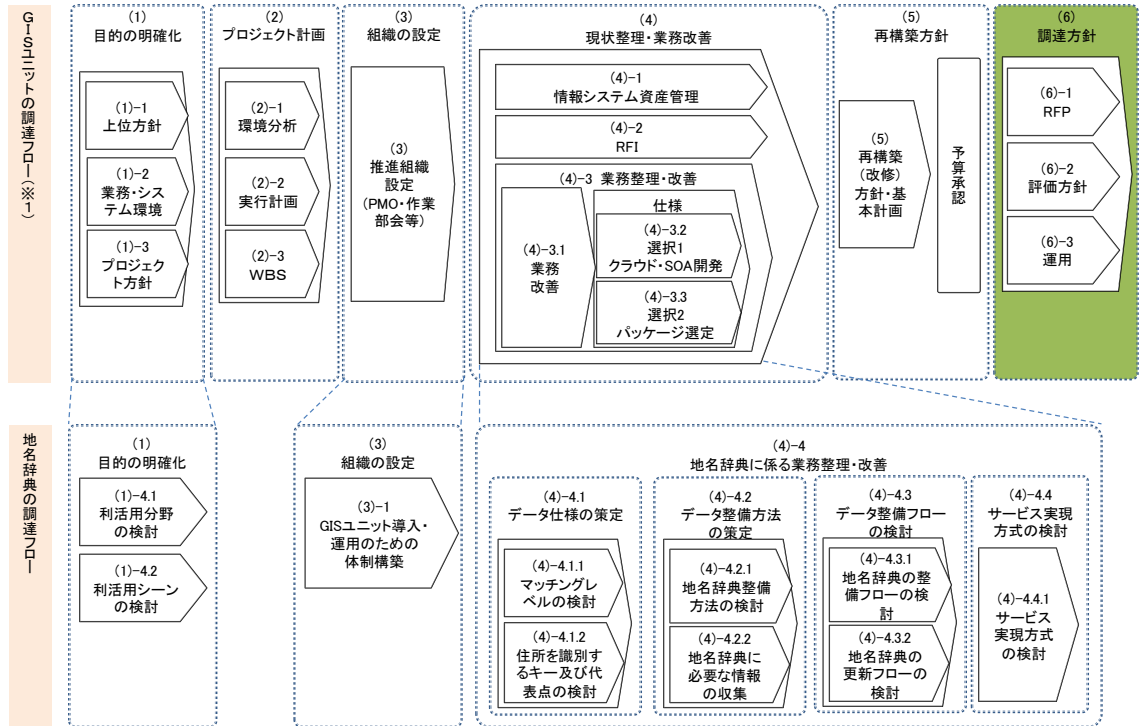 GISユニットの調達フロー(※1)
(1)
目的の明確化
(1)-1
上位方針
(1)-2
業務・シス
テム環境
(1)-3
プロジェク
ト方針
(2)
プロジェクト計画
(2)-1
環境分析
(2)-2
実行計画
(2)-3
WBS
(3)
組織の設定
(3)
推進組織
設定
(PMO・作業
部会等)
(4)
現状整理・業務改善
(4)-1
情報システム資産管理
(4)-2
RFI
(4)-3 業務整理・改善
(4)-3.1
業務
改善
仕様
(4)-3.2
選択1
クラウド・SOA開発
(4)-3.3
選択2
パッケージ選定
(5)
再構築方針
(5)
再構築
(改修)
方針・基
本計画
予算承認
(6)
調達方針
(6)-1
RFP
(6)-2
評価方針
(6)-3
運用
地名辞典の調達フロー
(1)
目的の明確化
(1)-4.1
利活用分野
の検討
(1)-4.2
利活用シーン
の検討
(3)
組織の設定
(3)-1
GISユニット導入・
運用のための
体制構築
(4)-4
地名辞典に係る業務整理・改善
(4)-4.1
データ仕様の策定
(4)-4.1.1
マッチングレ
ベルの検討
(4)-4.1.2
住所を識別す
るキー及び代
表点の検討
(4)-4.2
データ整備方法
の策定
(4)-4.2.1
地名辞典整備
方法の検討
(4)-4.2.2
地名辞典に
必要な情報
の収集
(4)-4.3
データ整備フロー
の検討
(4)-4.3.1
地名辞典の整
備フローの検
討
(4)-4.3.2
地名辞典の
更新フローの
検討
(4)-4.4
サービス実現
方式の検討
(4)-4.4.1
サービス
実現方式
の検討